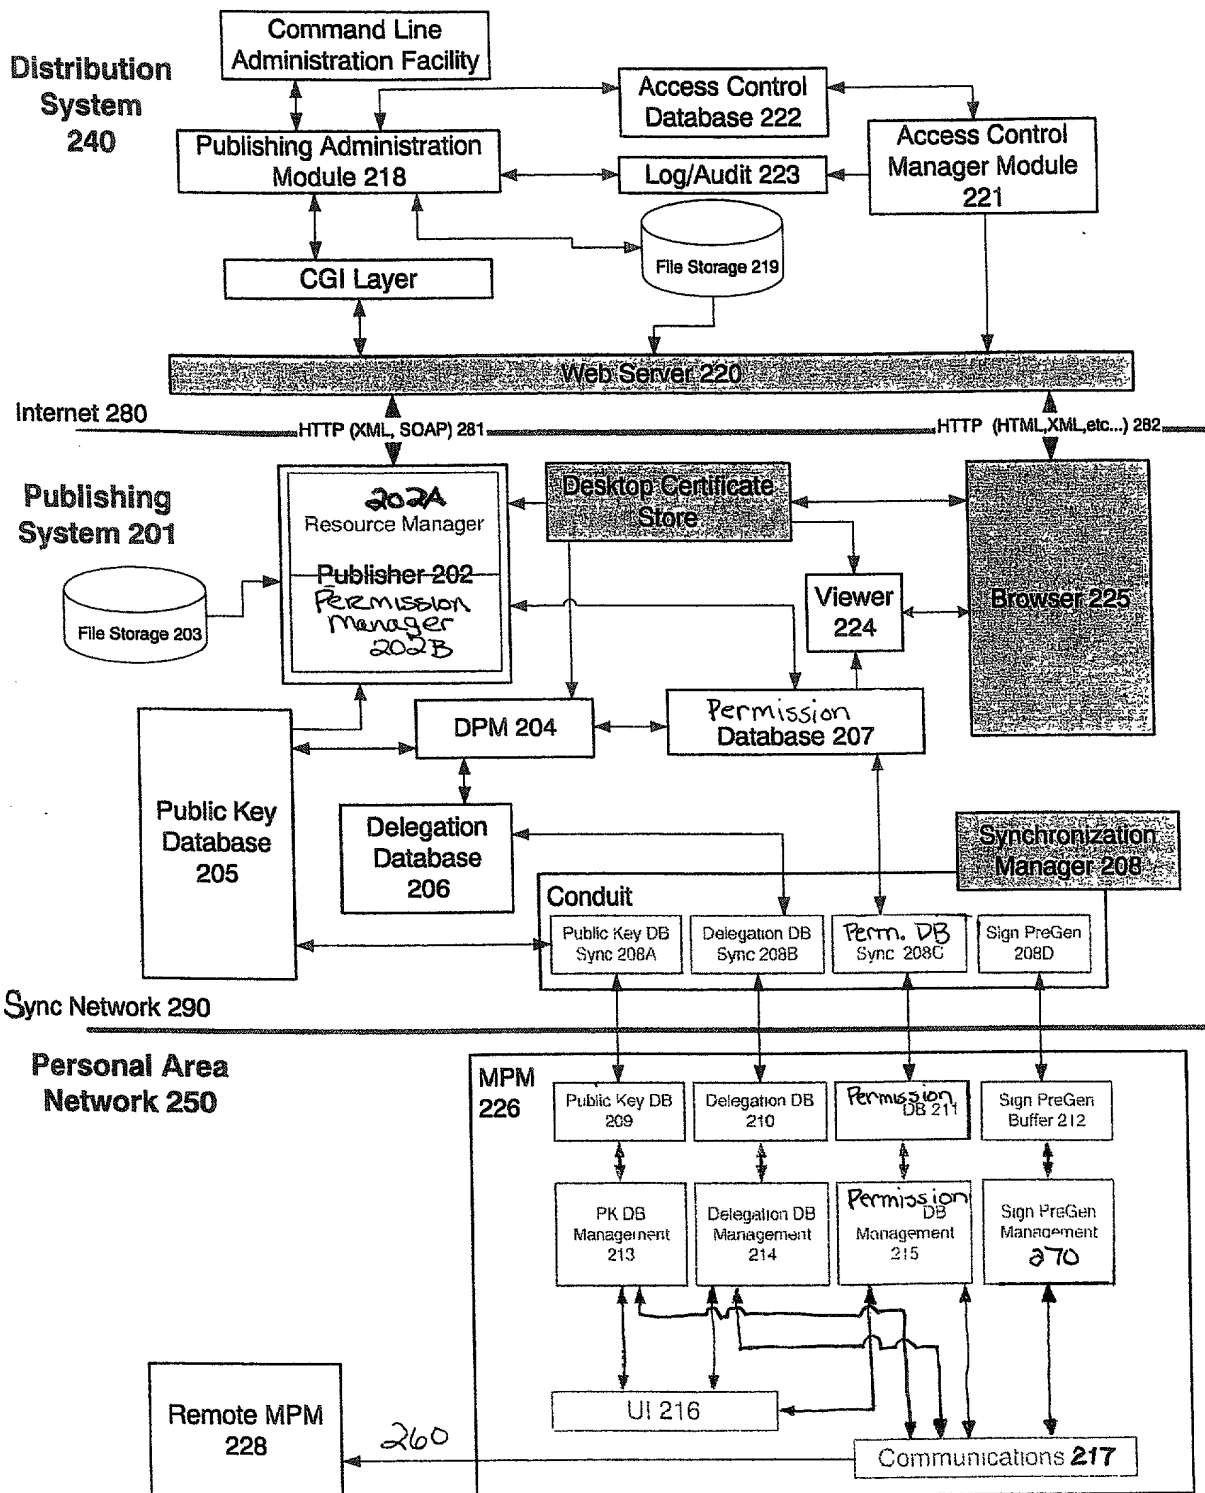 Command Line
Administration Facility
Distribution
System
240
Access Control
Database 222
Publishing Administration
Module 218
Log/Audit 223
Access Control
Manager Module
221
File Storage 219
CGI Layer
Web Server 220
Internet 280
HTTP (XML, SOAP) 281
HTTP (HTML,XML,etc...) 282
Publishing
System 201
202A
Resource Manager
Publisher 202
Permission
Manager
202B
File Storage 203
Desktop Certificate
Store
Viewer
224
Browser 225
DPM 204
Permission
Database 207
Public Key
Database
205
Delegation
Database
206
Synchronization
Manager 208
Conduit
Public Key DB
Sync 208A
Delegation DB
Sync 208B
Perm. DB
Sync 208C
Sign PreGen
208D
Sync Network 290
Personal Area
Network 250
MPM
226
Public Key DB
209
Delegation DB
210
Permission
DB 211
Sign PreGen
Buffer 212
PK DB
Management
213
Delegation DB
Management
214
Permission
DB
Management
215
Sign PreGen
Management
270
UI 216
Remote MPM
228
260
Communications 217